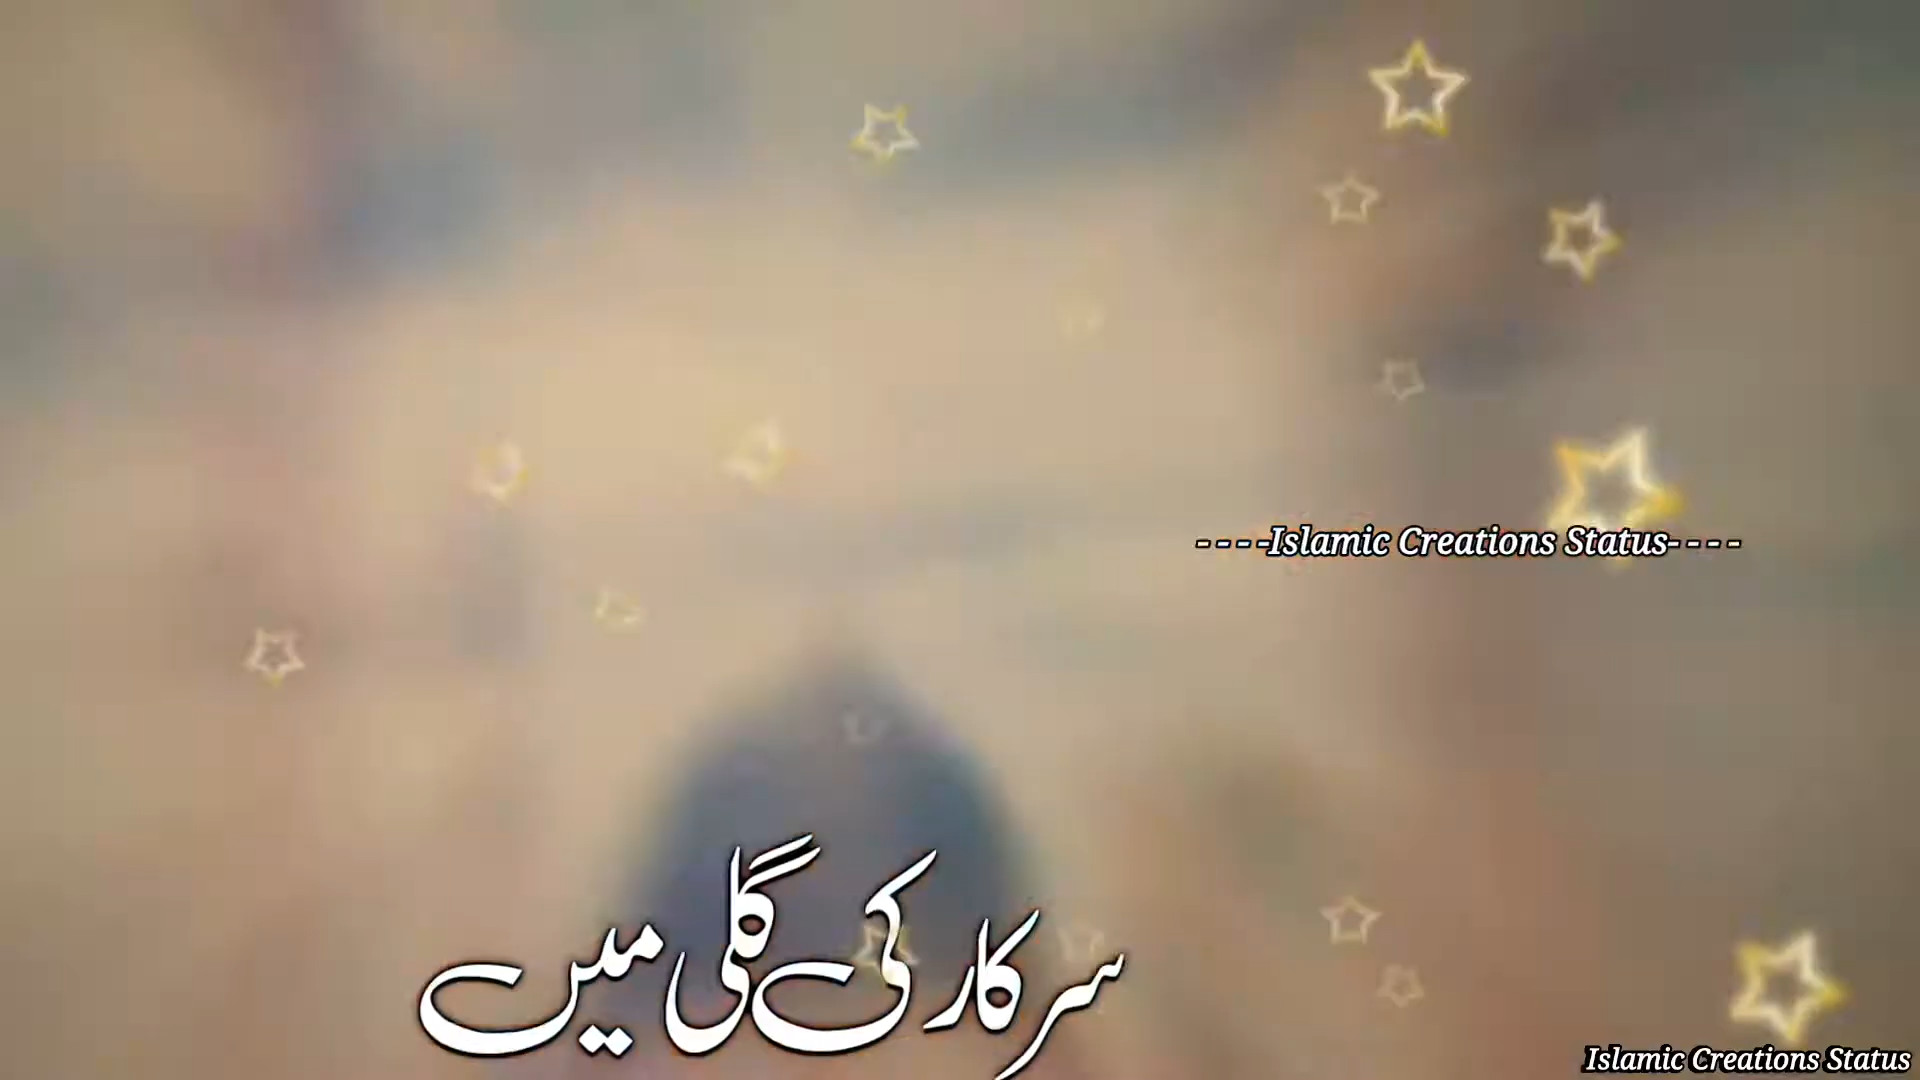 ----Islamic Creations Status----
سرکار کی گلی میں
Islamic Creations Status